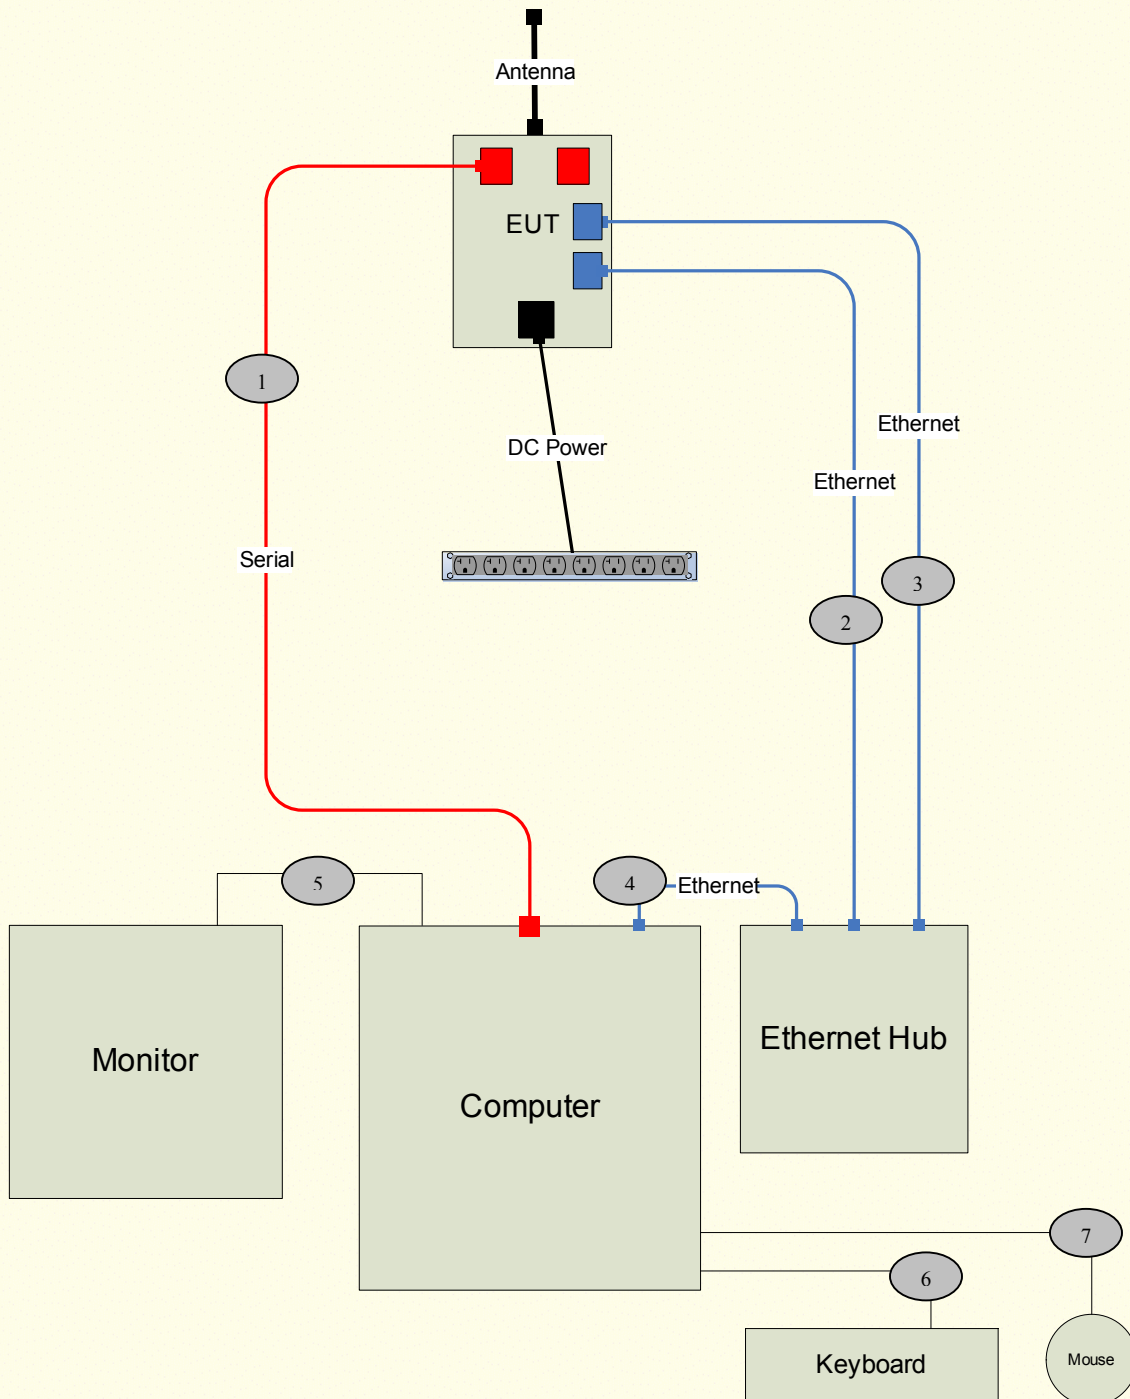 Antenna
EUT
1
Ethernet
DC Power
Ethernet
Serial
3
2
5
4
Ethernet
Monitor
Computer
Ethernet Hub
7
6
Keyboard
Mouse